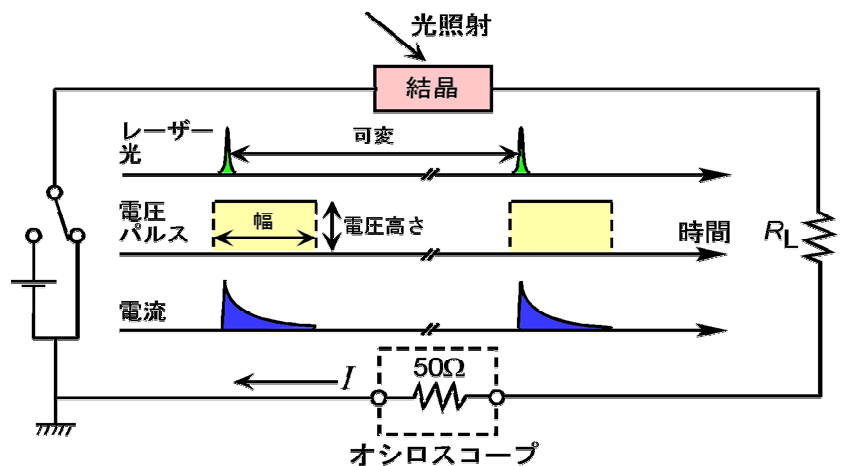 光照射
結晶
レーザー
光
可変
電圧
パルス
幅
電圧高さ
時間
RL
電流
I
50Ω
オシロスコープ